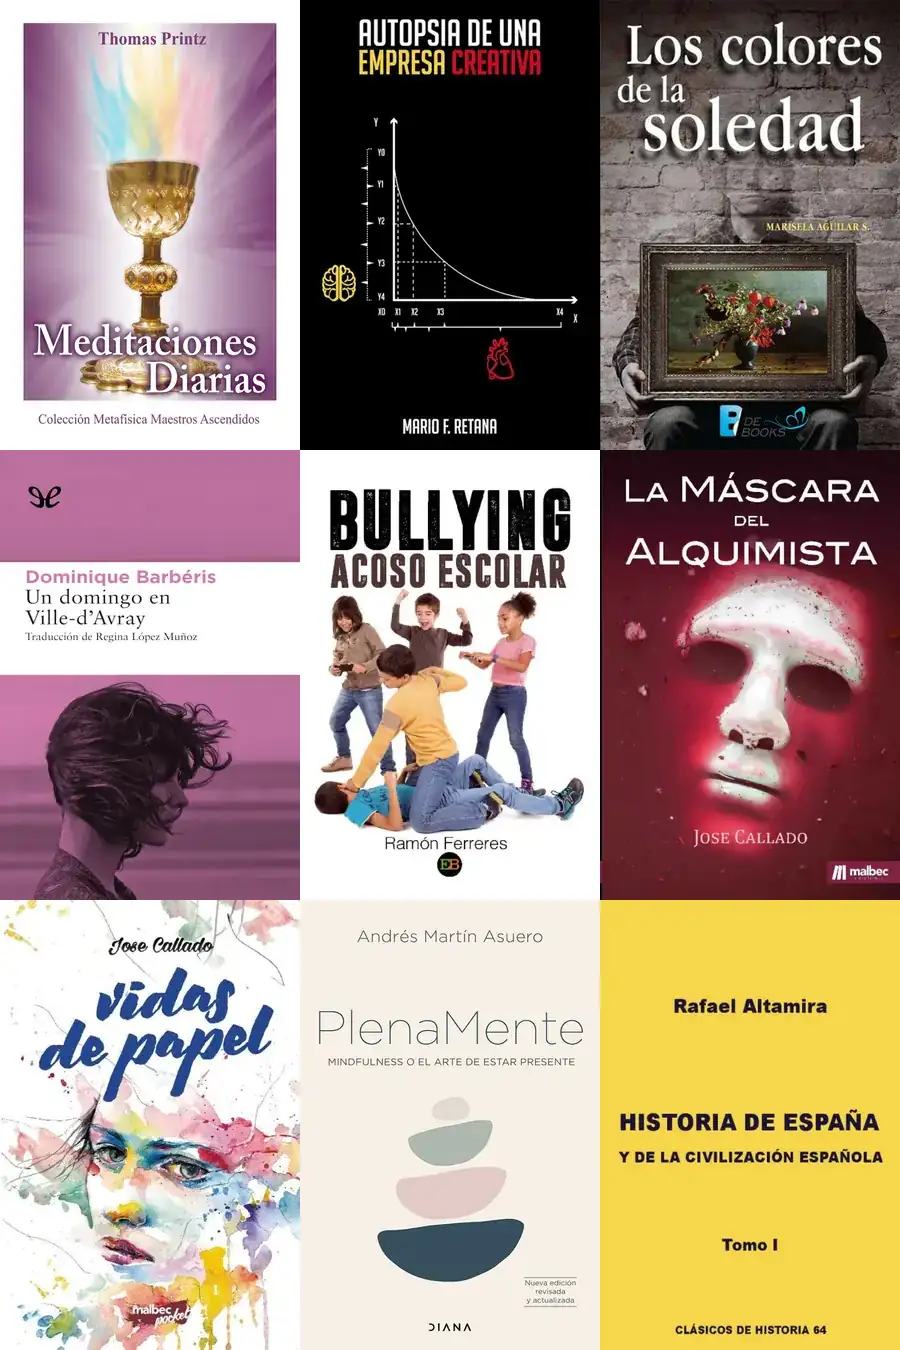 Thomas Printz
Meditaciones
Diarias
Colección Metafísica Maestros Ascendidos
AUTOPSIA DE UNA
EMPRESA CREATIVA
Y
Y0
Y1
Y2
Y3
Y4
X0 X1 X2 X3 X4
X
MARIO F. RETANA
Los colores
de la
soledad
MARISELA AGUILAR S.
B DE
BOOKS
Dominique Barbéris
Un domingo en
Ville-d'Avray
Traducción de Regina López Muñoz
BULLYING
ACOSO ESCOLAR
Ramón Ferreres
EB
LA MÁSCARA
DEL
ALQUIMISTA
JOSE CALLADO
malbec
Jose Callado
vidas
de papel
malbec
pocket
Andrés Martín Asuero
PlenaMente
MINDFULNESS O EL ARTE DE ESTAR PRESENTE
Nueva edición
revisada
y actualizada
DIANA
Rafael Altamira
HISTORIA DE ESPAÑA
Y DE LA CIVILIZACIÓN ESPAÑOLA
Tomo I
CLÁSICOS DE HISTORIA 64